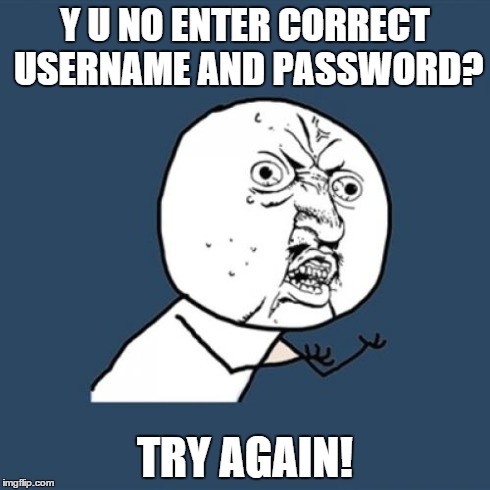 Y U NO ENTER CORRECT
USERNAME AND PASSWORD?
TRY AGAIN!
imgflip.com